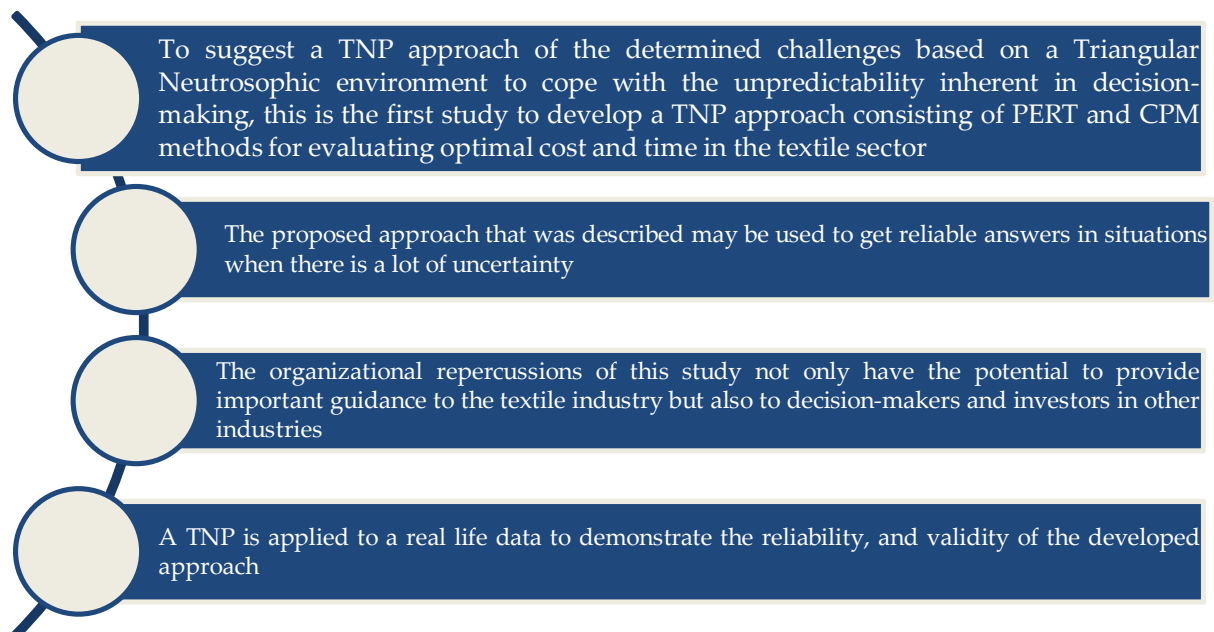 To suggest a TNP approach of the determined challenges based on a Triangular
Neutrosophic environment to cope with the unpredictability inherent in decision-
making, this is the first study to develop a TNP approach consisting of PERT and CPM
methods for evaluating optimal cost and time in the textile sector
The proposed approach that was described may be used to get reliable answers in situations
when there is a lot of uncertainty
The organizational repercussions of this study not only have the potential to provide
important guidance to the textile industry but also to decision-makers and investors in other
industries
A TNP is applied to a real life data to demonstrate the reliability, and validity of the developed
approach